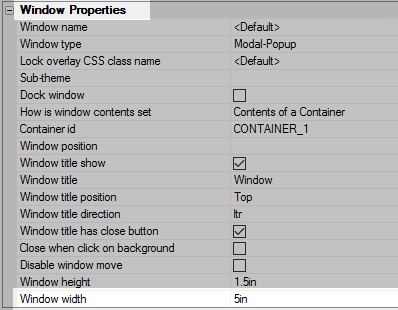 Window Properties
Window name <Default>
Window type Modal-Popup
Lock overlay CSS class name <Default>
Sub-theme
Dock window
How is window contents set Contents of a Container
Container id CONTAINER_1
Window position
Window title show
Window title Window
Window title position Top
Window title direction ltr
Window title has close button
Close when click on background
Disable window move
Window height 1.5in
Window width 5in